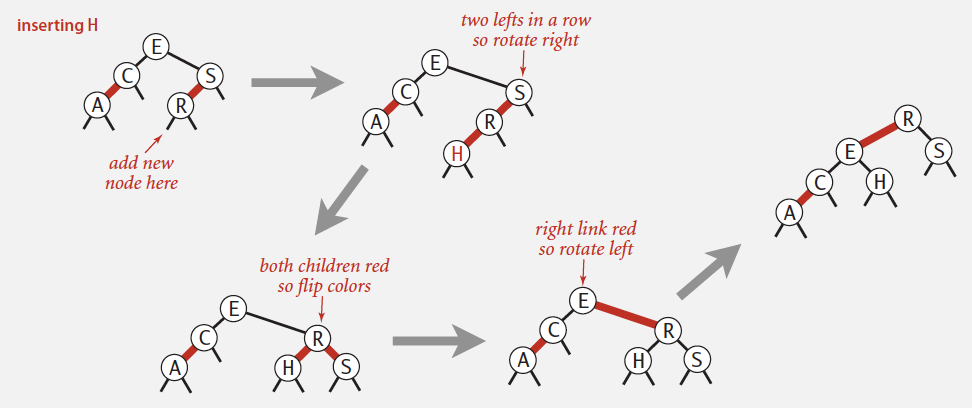 inserting H
E
C
S
A
R
add new
node here
two lefts in a row
so rotate right
E
C
S
A
R
H
both children red
so flip colors
E
C
R
A
H
S
right link red
so rotate left
E
C
R
A
H
S
R
E
S
C
H
A